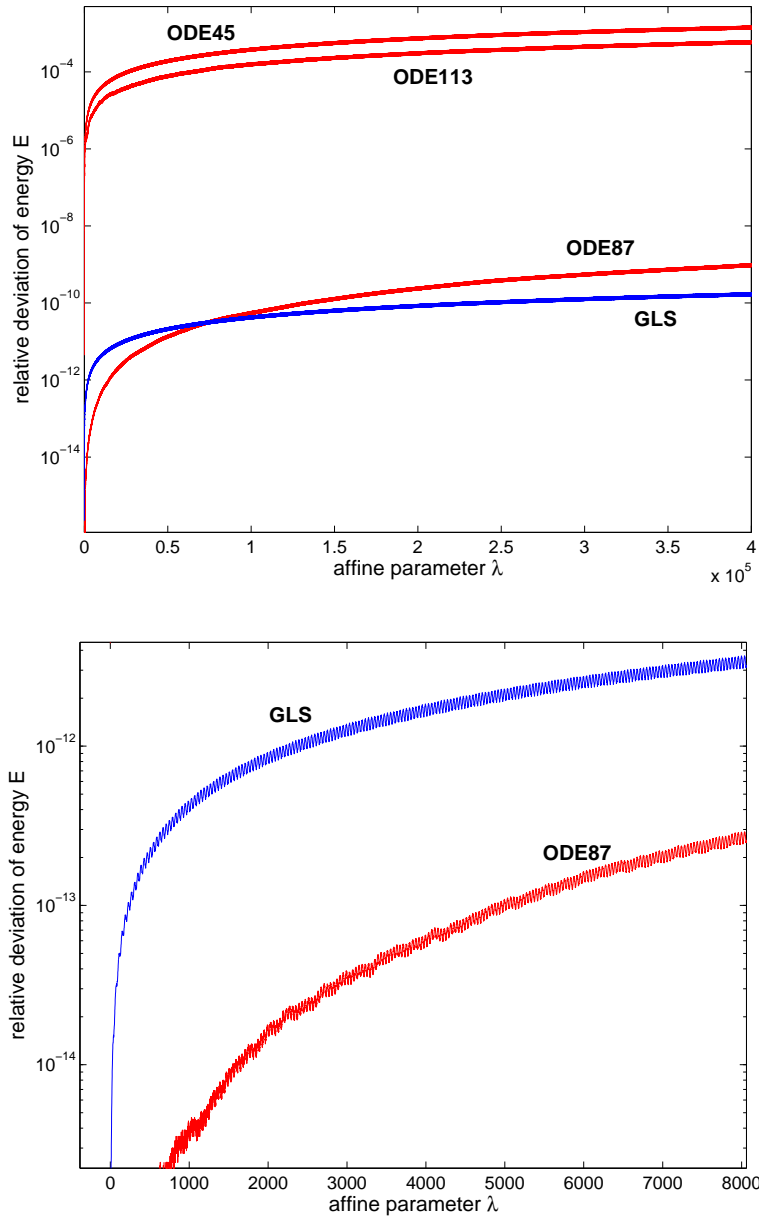 ODE45
ODE113
ODE87
GLS
10⁻⁴
10⁻⁶
10⁻⁸
10⁻¹⁰
10⁻¹²
10⁻¹⁴
relative deviation of energy E
0 0.5 1 1.5 2 2.5 3 3.5 4
x 10⁵
affine parameter λ
GLS
ODE87
10⁻¹²
10⁻¹³
10⁻¹⁴
relative deviation of energy E
0 1000 2000 3000 4000 5000 6000 7000 8000
affine parameter λ